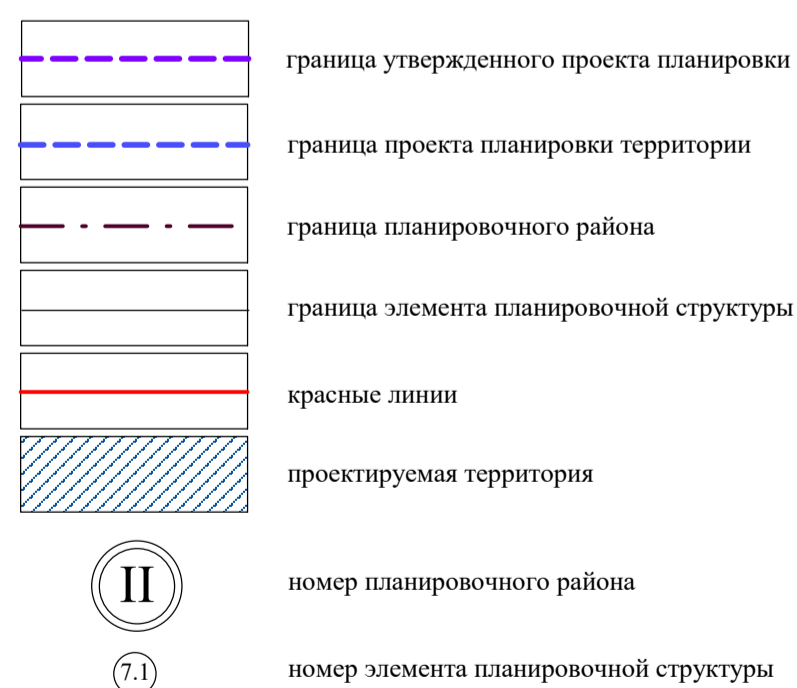 граница утвержденного проекта планировки
граница проекта планировки территории
граница планировочного района
граница элемента планировочной структуры
красные линии
проектируемая территория
II номер планировочного района
7.1 номер элемента планировочной структуры